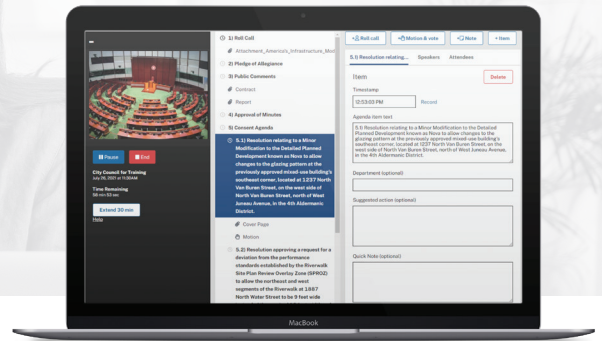 Pause
End
City Council for Training
July 26, 2021 at 11:30AM
Time Remaining
58 min 53 sec
Extend 30 min
Help
1) Roll Call
Attachment_America's_Infrastructure_Mod
2) Pledge of Allegiance
3) Public Comments
Contract
Report
4) Approval of Minutes
5) Consent Agenda
5.1) Resolution relating to a Minor
Modification to the Detailed Planned
Development known as Nova to allow
changes to the glazing pattern at the
previously approved mixed-use building's
southeast corner, located at 1237 North
Van Buren Street, on the west side of
North Van Buren Street, north of West
Juneau Avenue, in the 4th Aldermanic
District.
Cover Page
Motion
5.2) Resolution approving a request for a
deviation from the performance
standards established by the Riverwalk
Site Plan Review Overlay Zone (SPROZ)
to allow the northeast and west
segments of the Riverwalk at 1887
North Water Street to be 9 feet wide
+ Roll call
+ Motion & vote
+ Note
+ Item
5.1) Resolution relating...
Speakers
Attendees
Item
Delete
Timestamp
12:53:03 PM
Record
Agenda item text
5.1) Resolution relating to a Minor Modification to the Detailed
Planned Development known as Nova to allow changes to the
glazing pattern at the previously approved mixed-use building's
southeast corner, located at 1237 North Van Buren Street, on the
west side of North Van Buren Street, north of West Juneau Avenue,
in the 4th Aldermanic District.
Department (optional)
Suggested action (optional)
Quick Note (optional)
MacBook